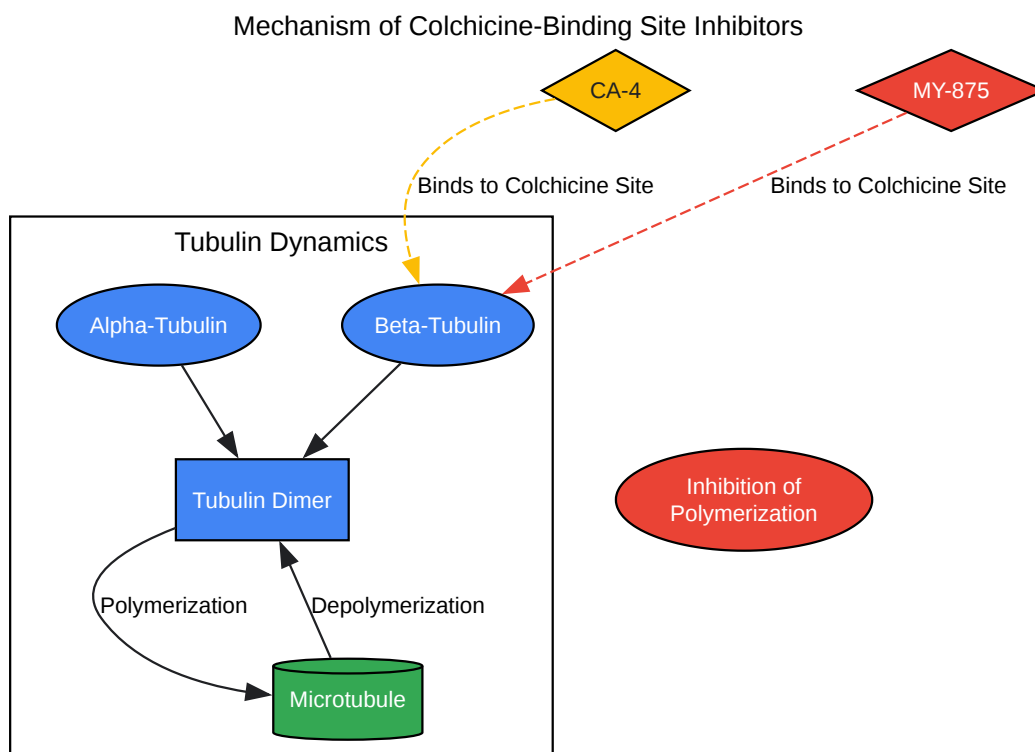 Mechanism of Colchicine-Binding Site Inhibitors
CA-4
MY-875
Binds to Colchicine Site
Binds to Colchicine Site
Tubulin Dynamics
Alpha-Tubulin
Beta-Tubulin
Tubulin Dimer
Inhibition of
Polymerization
Polymerization
Depolymerization
Microtubule